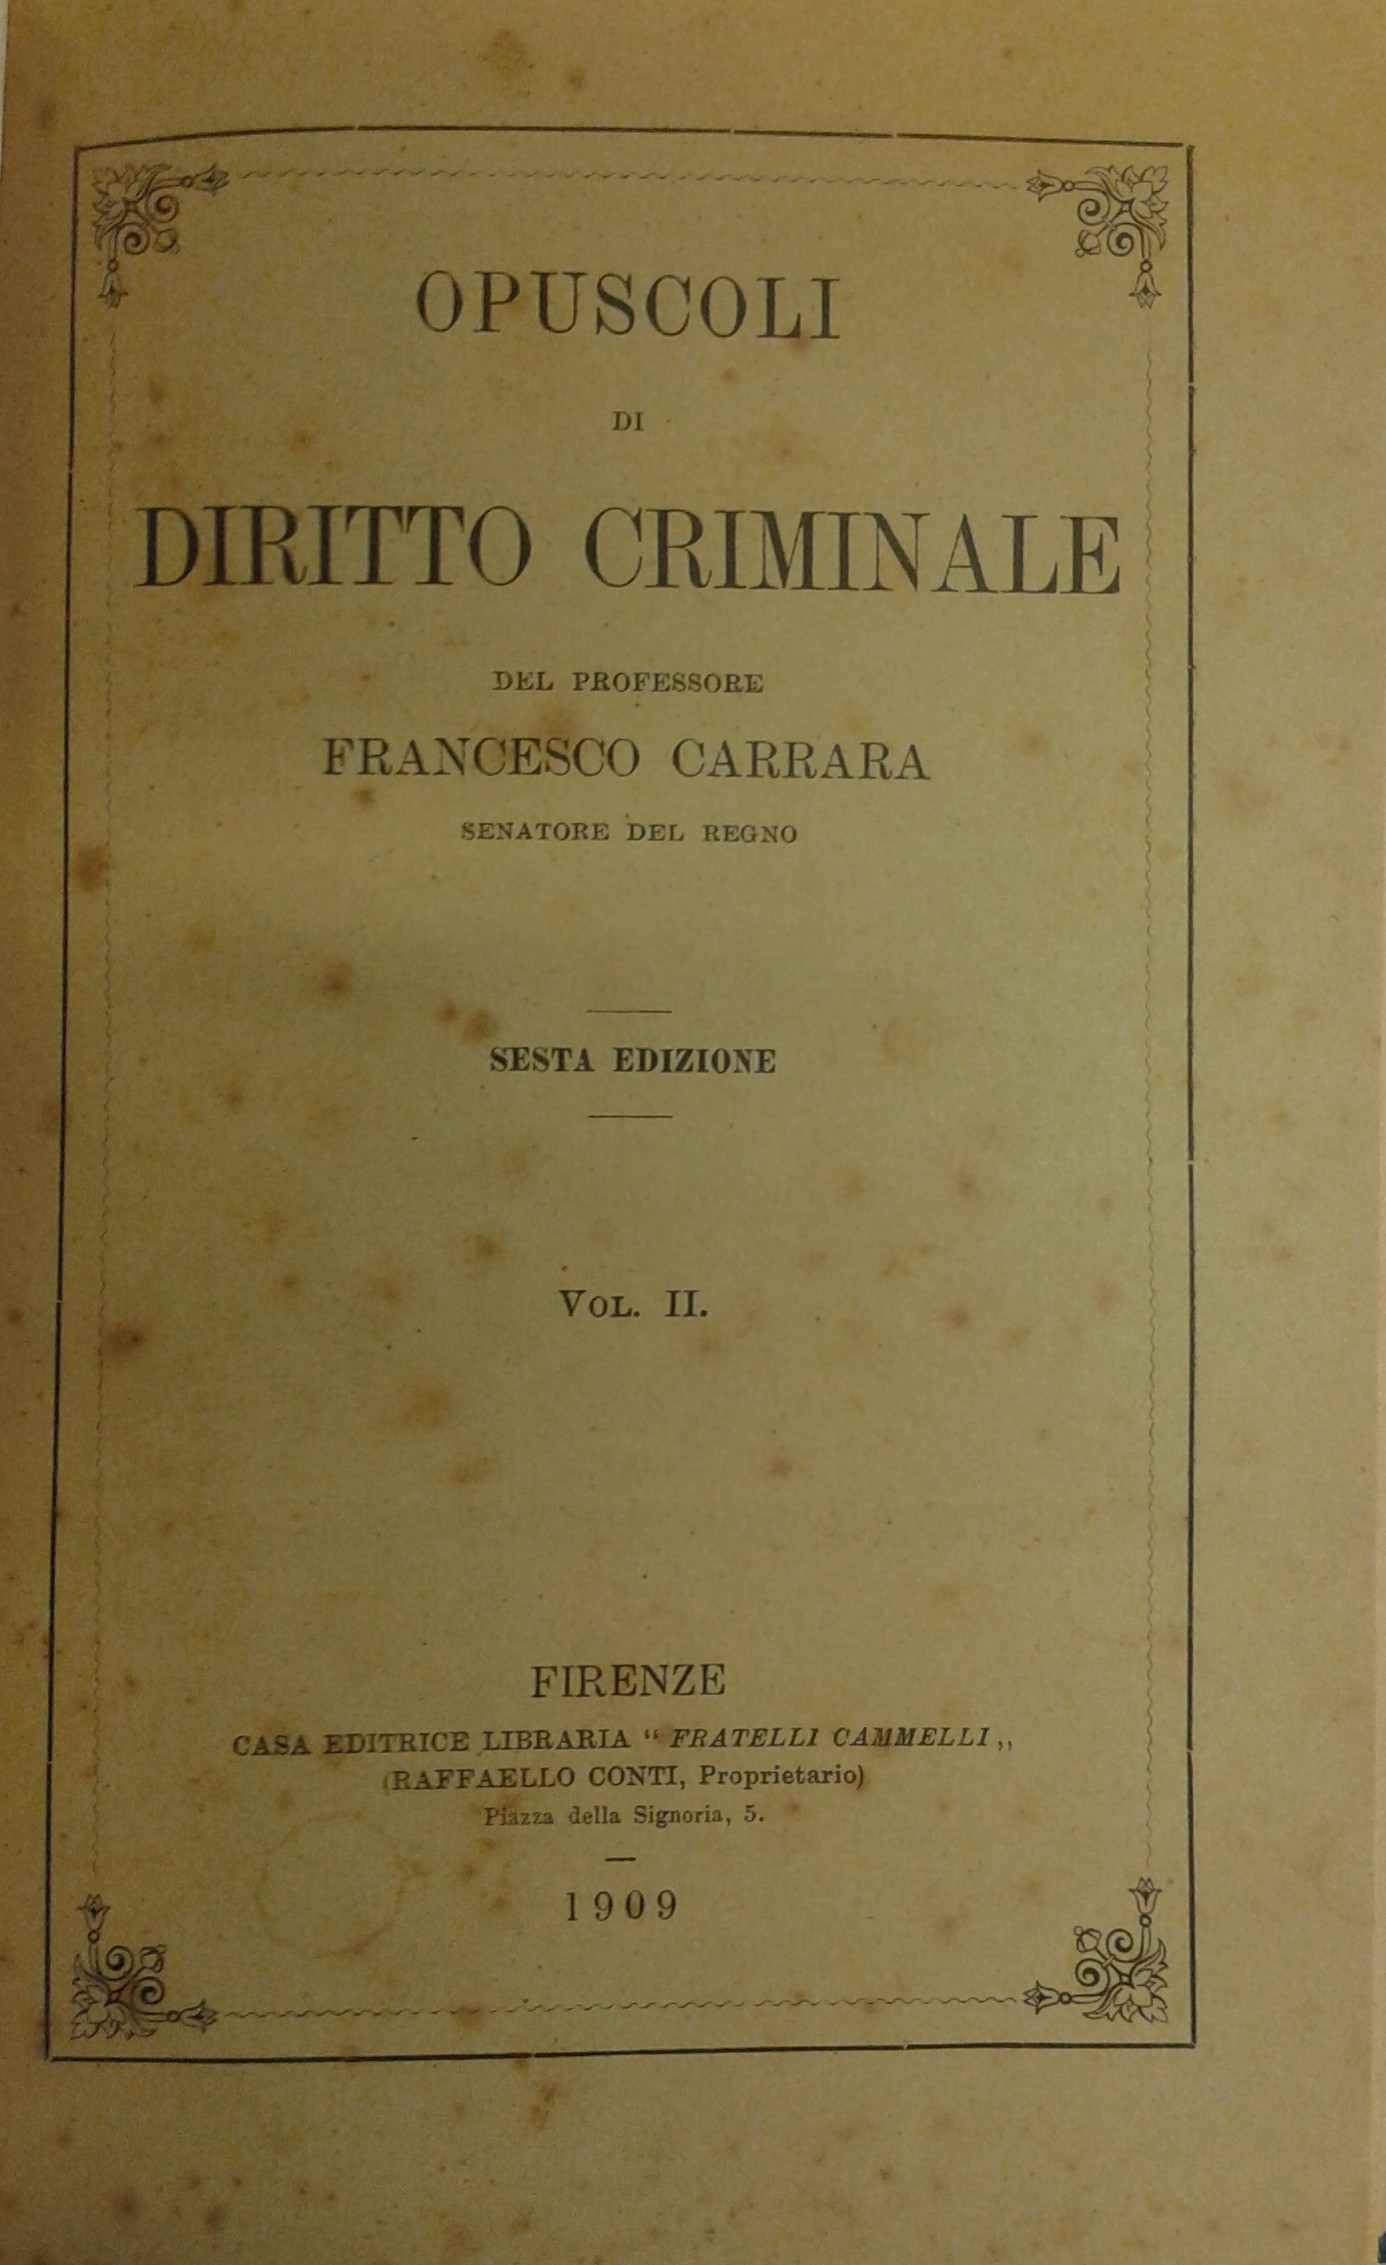 OPUSCOLI
DI
DIRITTO CRIMINALE
DEL PROFESSORE
FRANCESCO CARRARA
SENATORE DEL REGNO
SESTA EDIZIONE
VOL. II.
FIRENZE
CASA EDITRICE LIBRARIA “ FRATELLI CAMMELLI „
(RAFFAELLO CONTI, Proprietario)
Piazza della Signoria, 5.
1909